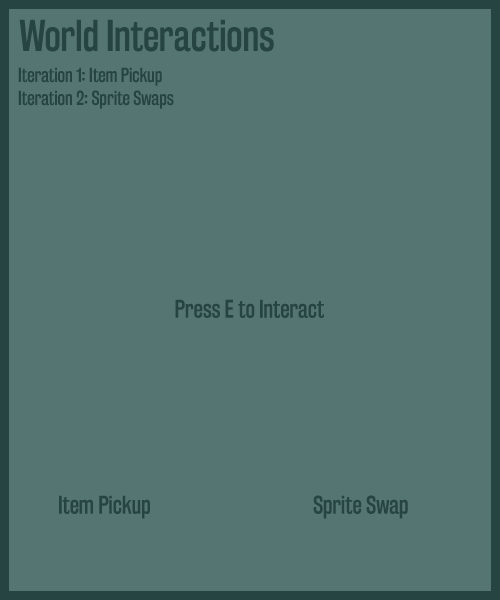 World Interactions
Iteration 1: Item Pickup
Iteration 2: Sprite Swaps
Press E to Interact
Item Pickup
Sprite Swap